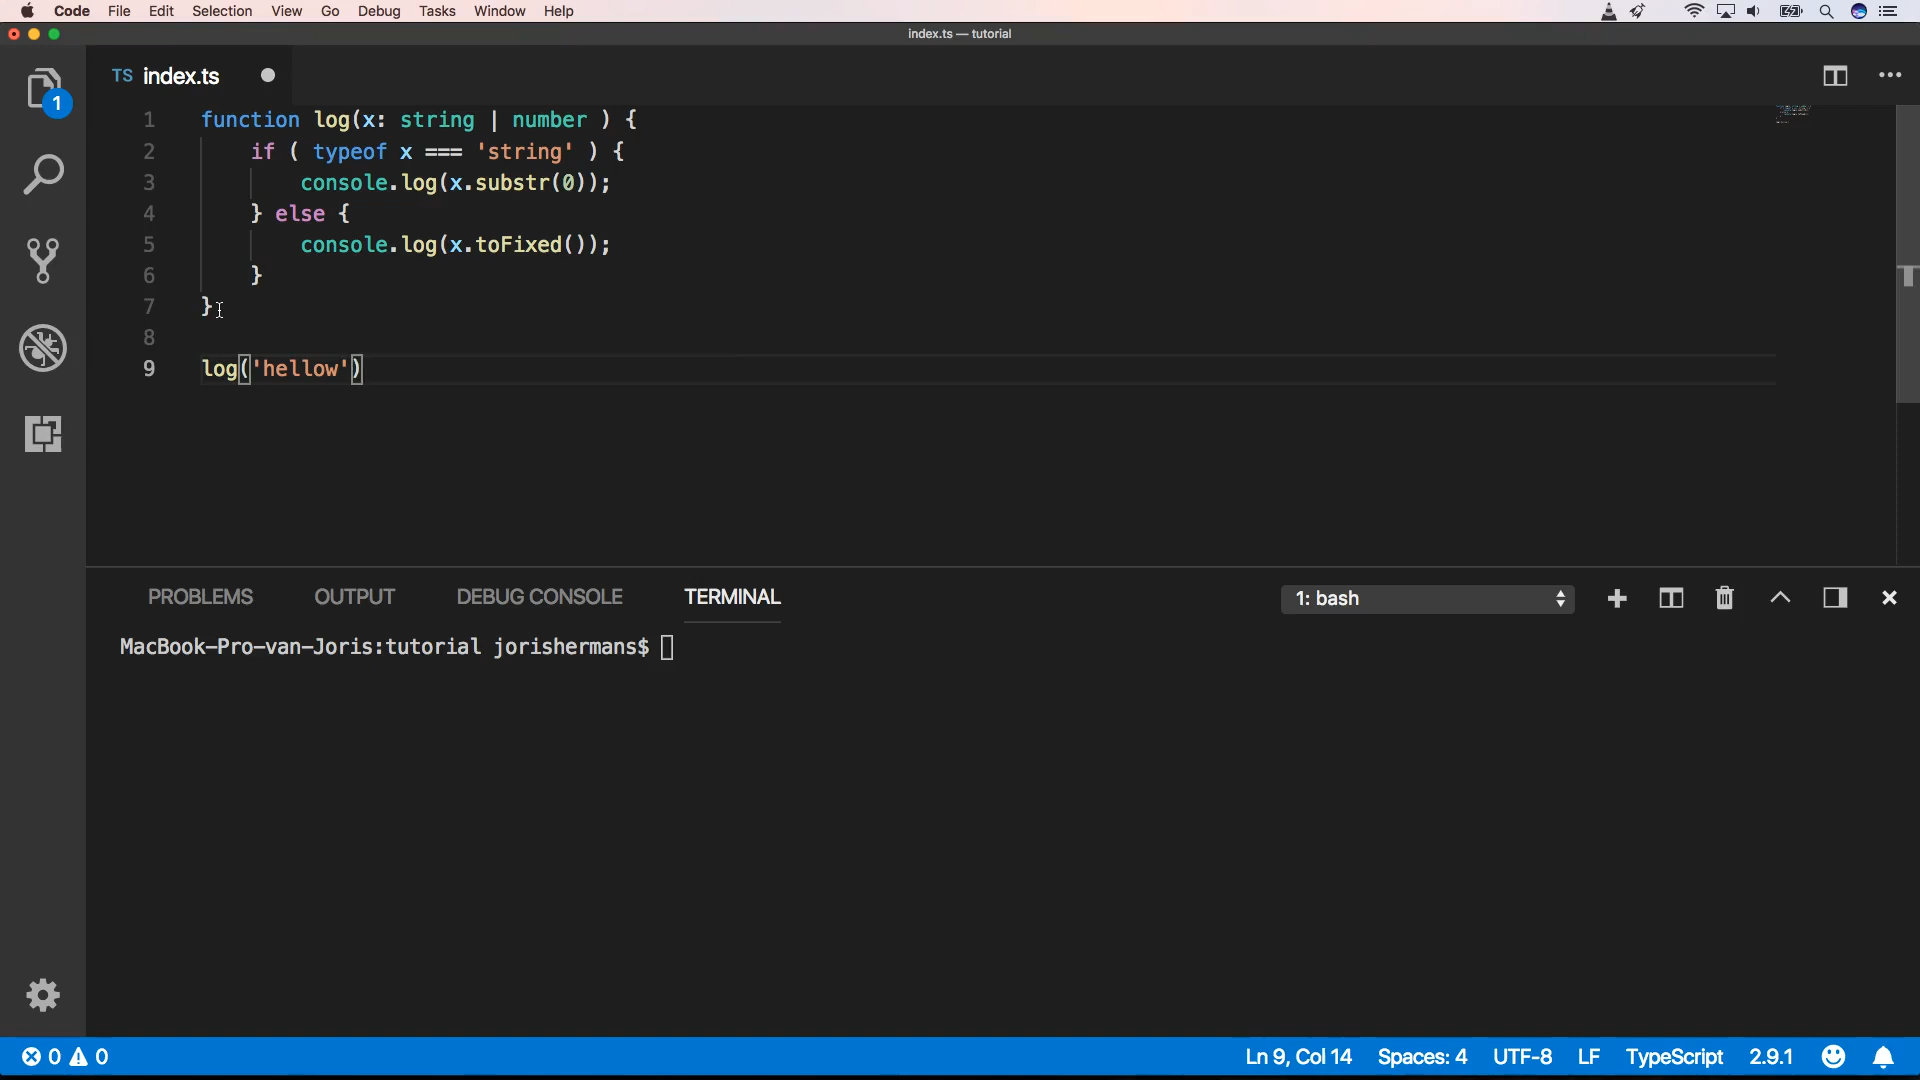 Code File Edit Selection View Go Debug Tasks Window Help
index.ts — tutorial
1
TS index.ts
1 function log(x: string | number ) {
2 if ( typeof x === 'string' ) {
3 console.log(x.substr(0));
4 } else {
5 console.log(x.toFixed());
6 }
7 }
8
9 log('hellow')
PROBLEMS OUTPUT DEBUG CONSOLE TERMINAL 1: bash
MacBook-Pro-van-Joris:tutorial jorishermans$
0 0 Ln 9, Col 14 Spaces: 4 UTF-8 LF TypeScript 2.9.1